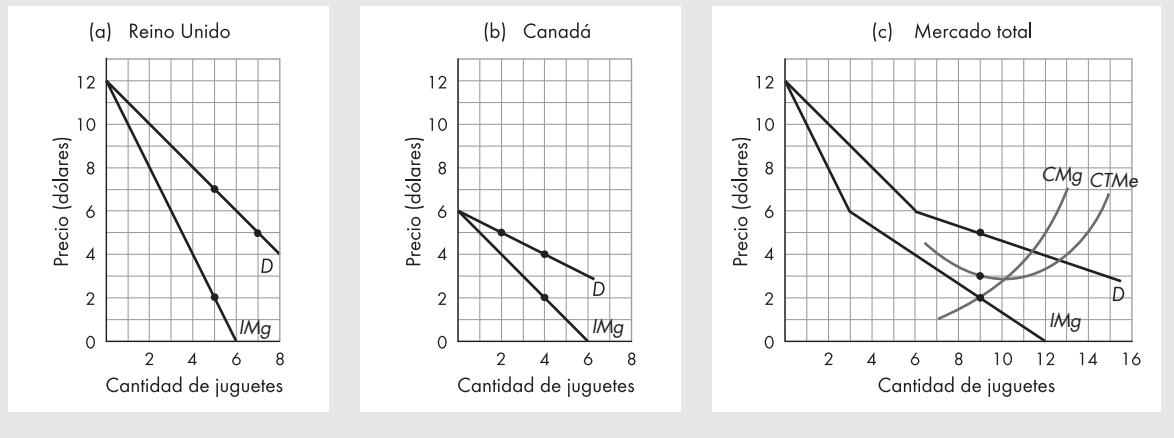 (a) Reino Unido
Precio (dólares)
12
10
8
6
4
2
0
D
IMg
2 4 6 8
Cantidad de juguetes
(b) Canadá
Precio (dólares)
12
10
8
6
4
2
0
D
IMg
2 4 6 8
Cantidad de juguetes
(c) Mercado total
Precio (dólares)
12
10
8
6
4
2
0
CMg
CTMe
D
IMg
2 4 6 8 10 12 14 16
Cantidad de juguetes